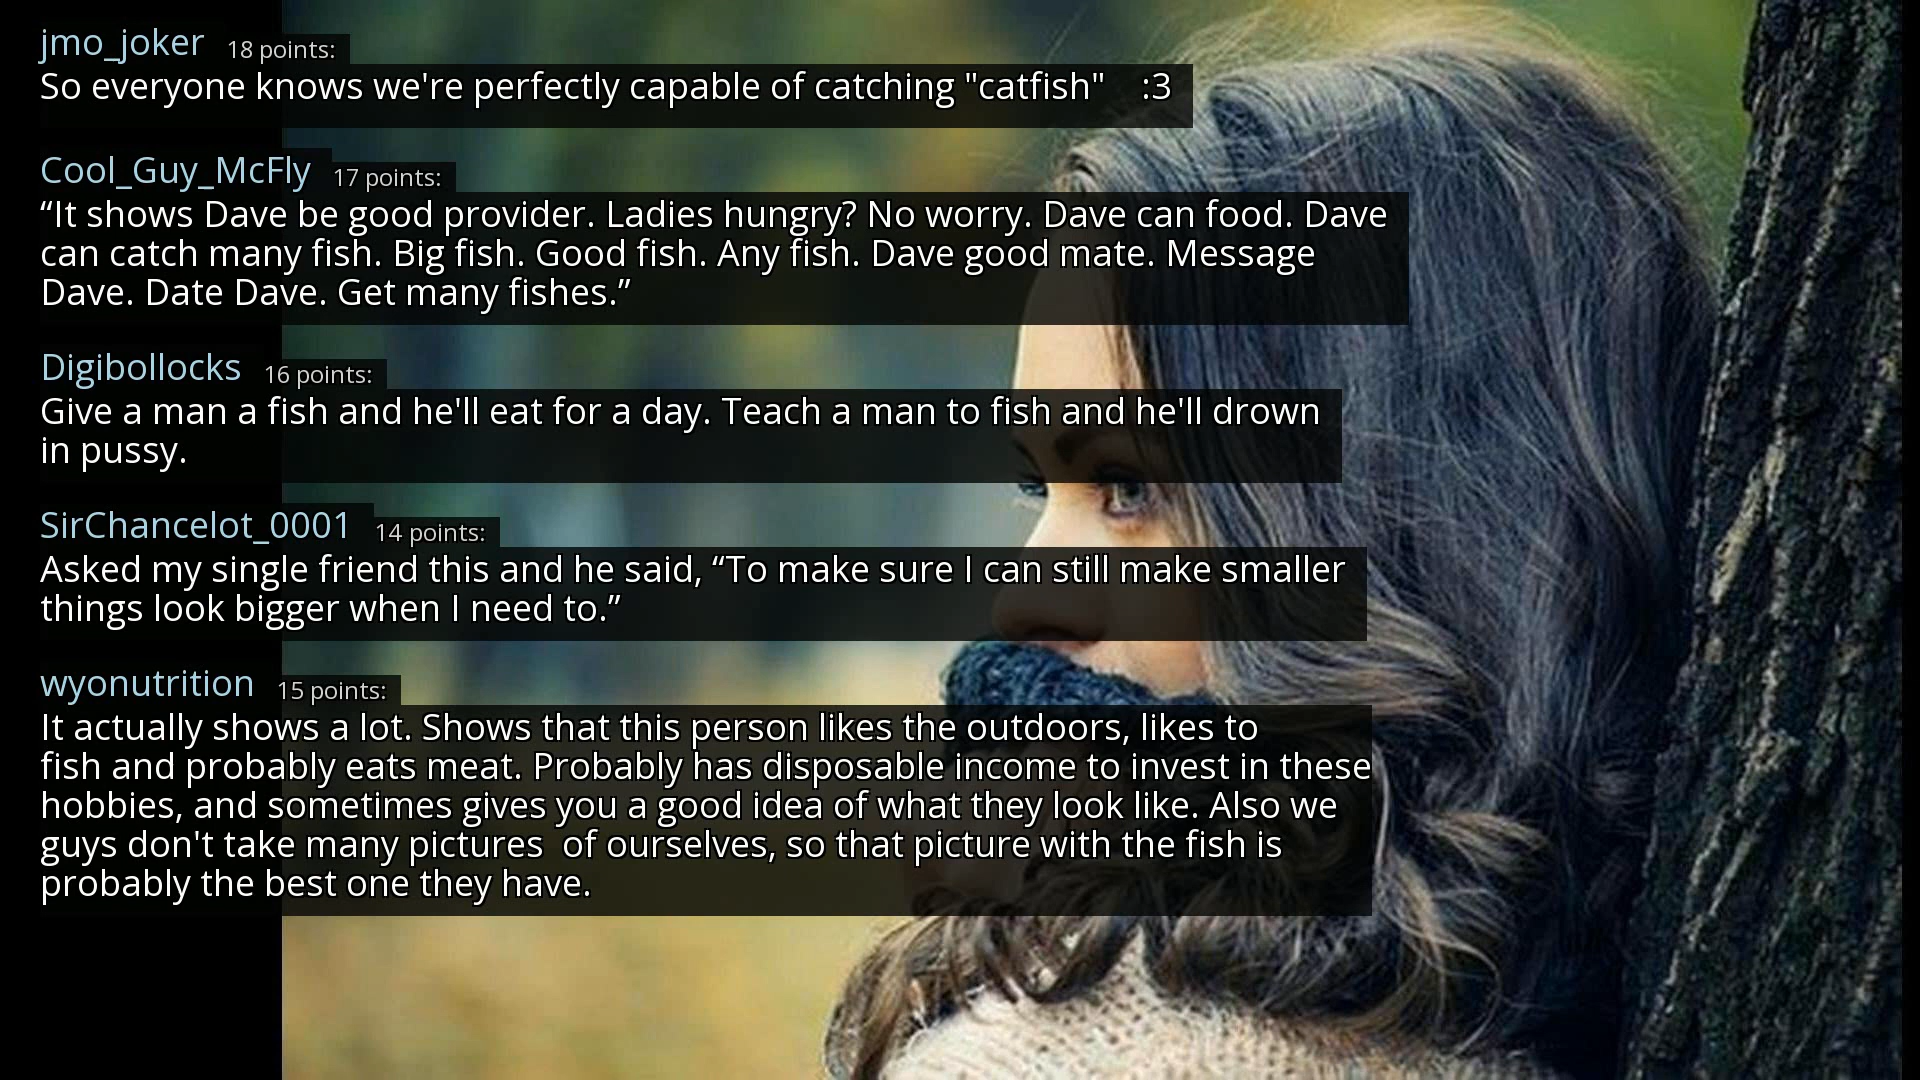 jmo_joker 18 points:
So everyone knows we're perfectly capable of catching "catfish" :3
Cool_Guy_McFly 17 points:
“It shows Dave be good provider. Ladies hungry? No worry. Dave can food. Dave
can catch many fish. Big fish. Good fish. Any fish. Dave good mate. Message
Dave. Date Dave. Get many fishes.”
Digibollocks 16 points:
Give a man a fish and he'll eat for a day. Teach a man to fish and he'll drown
in pussy.
SirChancelot_0001 14 points:
Asked my single friend this and he said, “To make sure I can still make smaller
things look bigger when I need to.”
wyonutrition 15 points:
It actually shows a lot. Shows that this person likes the outdoors, likes to
fish and probably eats meat. Probably has disposable income to invest in these
hobbies, and sometimes gives you a good idea of what they look like. Also we
guys don't take many pictures  of ourselves, so that picture with the fish is
probably the best one they have.